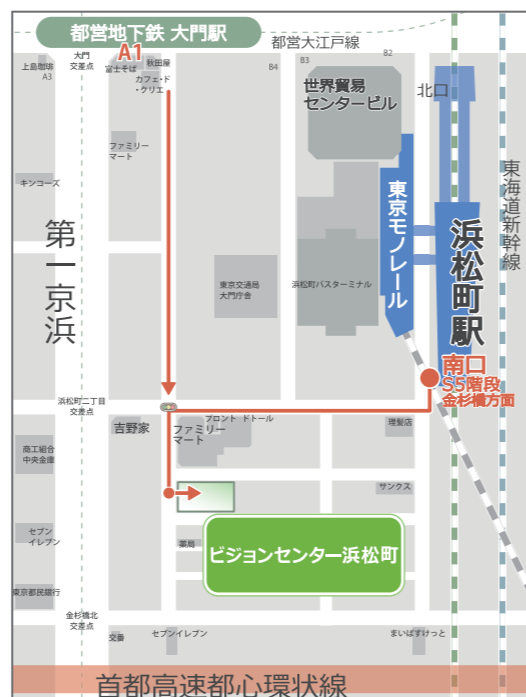 都営地下鉄 大門駅
都営大江戸線
A1
上島珈琲
A3
大門
交差点
富士そば
秋田屋
カフェ・ド
・クリエ
B4
B3
B2
世界貿易
センタービル
北口
ファミリー
マート
キンコーズ
東京モノレール
東海道新幹線
第一京浜
浜松町駅
東京交通局
大門庁舎
浜松町バスターミナル
南口
S5階段
金杉橋方面
浜松町二丁目
交差点
吉野家
プロント ドトール
ファミリー
マート
理髪店
商工組合
中央金庫
サンクス
セブン
イレブン
薬局
ビジョンセンター浜松町
東京都民銀行
金杉橋北
交差点
交番
セブンイレブン
まいばすけっと
首都高速都心環状線